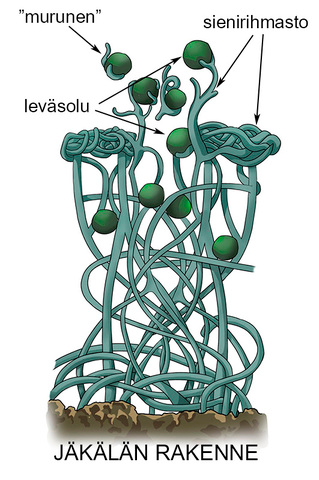 ”murunen”
sienirihmasto
leväsolu
JÄKÄLÄN RAKENNE